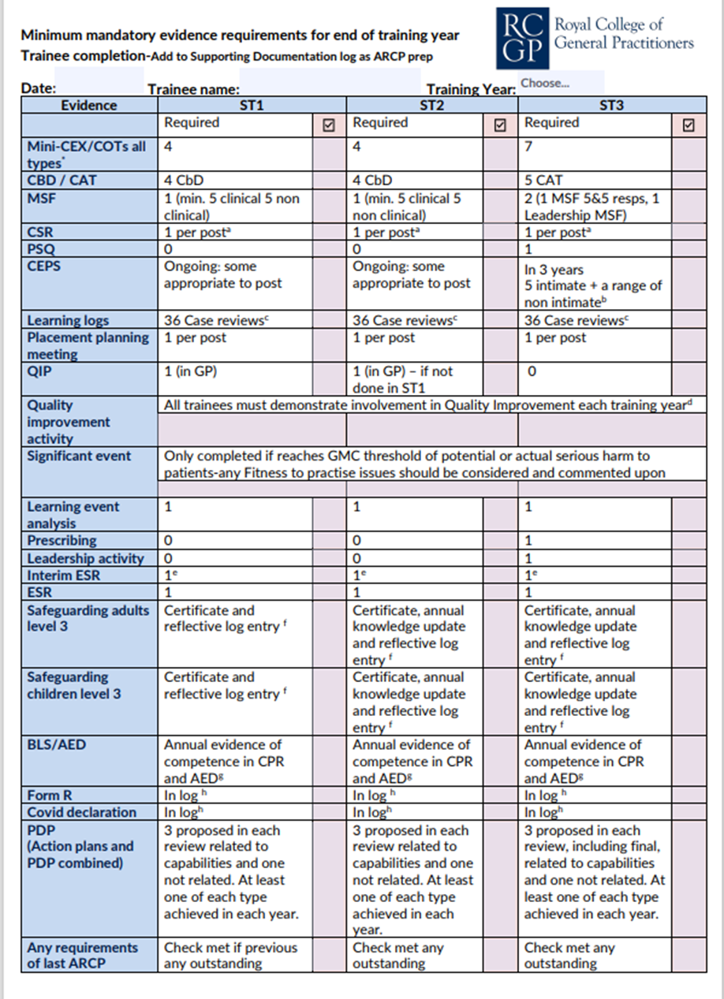 RC
GP
Royal College of
General Practitioners
Minimum mandatory evidence requirements for end of training year
Trainee completion-Add to Supporting Documentation log as ARCP prep
Date: Trainee name: Training Year: Choose...
Evidence ST1 ST2 ST3
Required ☑ Required ☑ Required ☑
Mini-CEX/COTs all 4 4 7
types*
CBD / CAT 4 CbD 4 CbD 5 CAT
MSF 1 (min. 5 clinical 5 non 1 (min. 5 clinical 5 2 (1 MSF 5&5 resps, 1
clinical) non clinical) Leadership MSF)
CSR 1 per postᵃ 1 per postᵃ 1 per postᵃ
PSQ 0 0 1
CEPS Ongoing: some Ongoing: some In 3 years
appropriate to post appropriate to post 5 intimate + a range of
non intimateᵇ
Learning logs 36 Case reviewsᶜ 36 Case reviewsᶜ 36 Case reviewsᶜ
Placement planning 1 per post 1 per post 1 per post
meeting
QIP 1 (in GP) 1 (in GP) – if not 0
done in ST1
Quality All trainees must demonstrate involvement in Quality Improvement each training yearᵈ
improvement
activity
Significant event Only completed if reaches GMC threshold of potential or actual serious harm to
patients-any Fitness to practise issues should be considered and commented upon
Learning event 1 1 1
analysis
Prescribing 0 0 1
Leadership activity 0 0 1
Interim ESR 1ᵉ 1ᵉ 1ᵉ
ESR 1 1 1
Safeguarding adults Certificate and Certificate, annual Certificate, annual
level 3 reflective log entry ᶠ knowledge update knowledge update
and reflective log and reflective log
entry ᶠ entry ᶠ
Safeguarding Certificate and Certificate, annual Certificate, annual
children level 3 reflective log entry ᶠ knowledge update knowledge update
and reflective log and reflective log
entry ᶠ entry ᶠ
BLS/AED Annual evidence of Annual evidence of Annual evidence of
competence in CPR competence in CPR competence in CPR
and AEDᵍ and AEDᵍ and AEDᵍ
Form R In log ʰ In log ʰ In log ʰ
Covid declaration In logʰ In logʰ In logʰ
PDP 3 proposed in each 3 proposed in each 3 proposed in each
(Action plans and review related to review related to review, including final,
PDP combined) capabilities and one capabilities and one related to capabilities
not related. At least not related. At least and one not related. At
one of each type one of each type least one of each type
achieved in each year. achieved in each achieved in each year.
year.
Any requirements Check met if previous Check met any Check met any
of last ARCP any outstanding outstanding outstanding